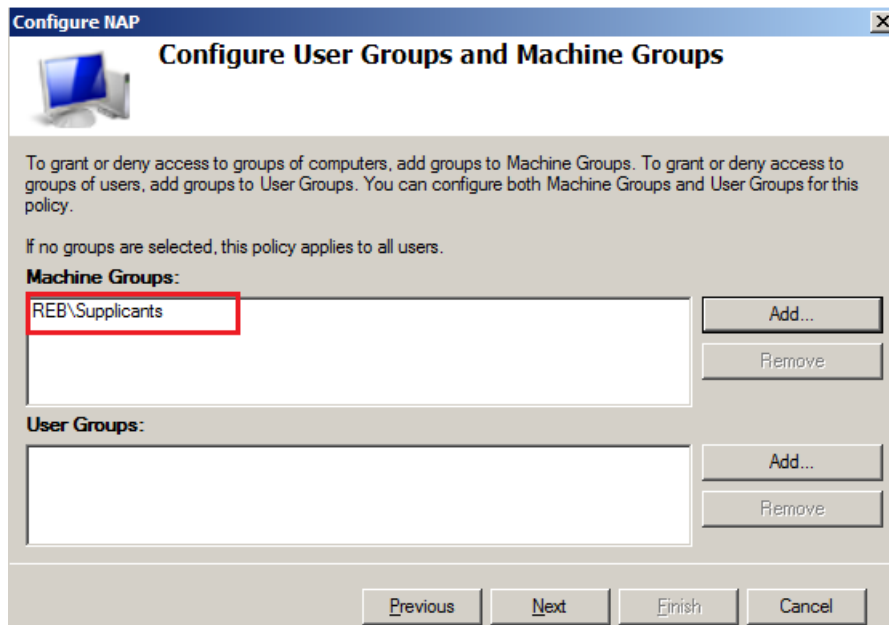 Configure NAP
Configure User Groups and Machine Groups
To grant or deny access to groups of computers, add groups to Machine Groups. To grant or deny access to
groups of users, add groups to User Groups. You can configure both Machine Groups and User Groups for this
policy.
If no groups are selected, this policy applies to all users.
Machine Groups:
REB\Supplicants
Add...
Remove
User Groups:
Add...
Remove
Previous Next Finish Cancel